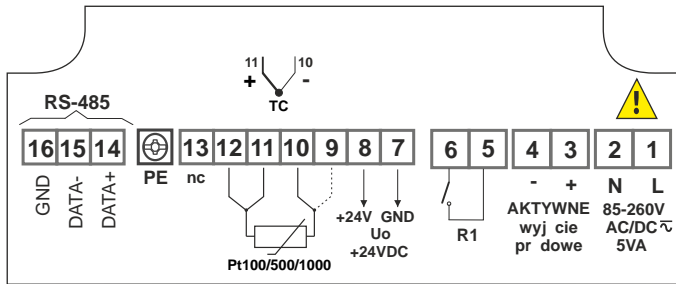 11 10
+ -
TC
RS-485
16 15 14 13 12 11 10 9 8 7 6 5 4 3 2 1
GND DATA- DATA+
PE
nc
+24V GND
Uo
+24VDC
Pt100/500/1000
R1
- +
AKTYWNE
wyj cie
pr dowe
N L
85-260V
AC/DC
5VA